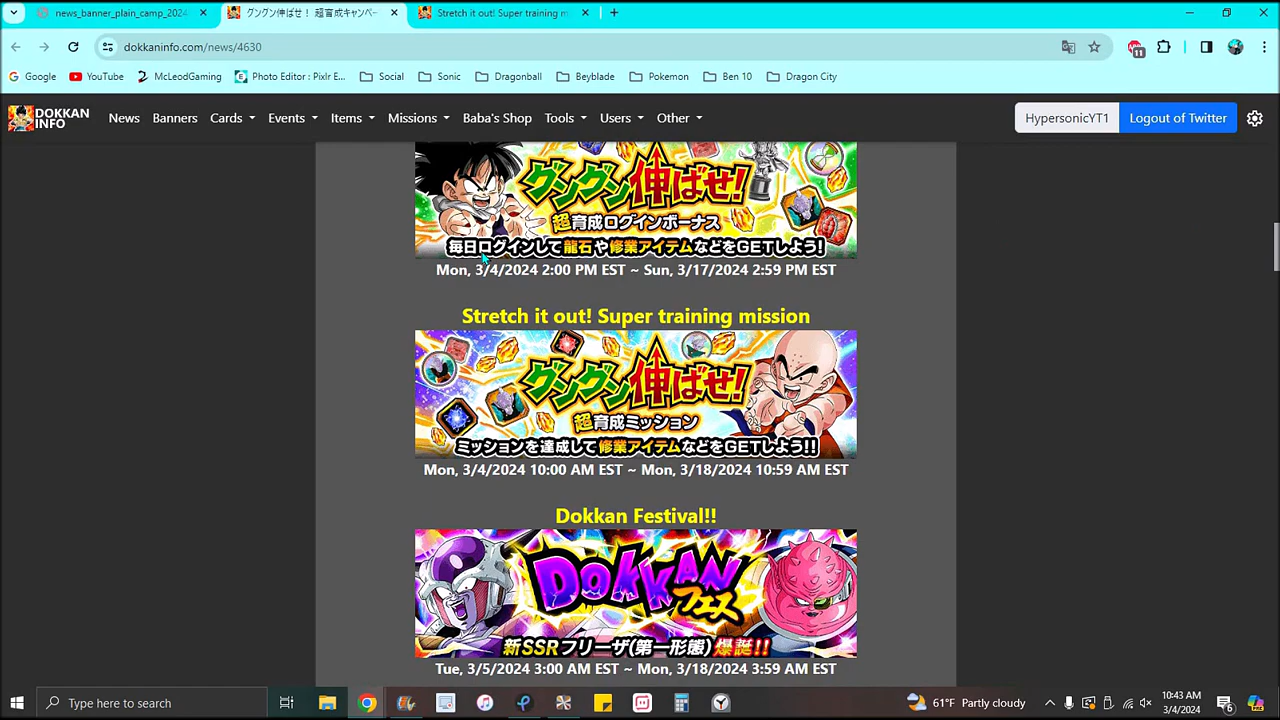 news_banner_plain_camp_2024
グングン伸ばせ！ 超育成キャンペー
Stretch it out! Super training m
dokkaninfo.com/news/4630
11
Google
YouTube
McLeodGaming
Photo Editor : Pixlr E...
Social
Sonic
Dragonball
Beyblade
Pokemon
Ben 10
Dragon City
DOKKAN
INFO
News
Banners
Cards
Events
Items
Missions
Baba's Shop
Tools
Users
Other
HypersonicYT1
Logout of Twitter
グングン伸ばせ!
超育成ログインボーナス
毎日ログインして龍石や修業アイテムなどをGETしよう!
Mon, 3/4/2024 2:00 PM EST ~ Sun, 3/17/2024 2:59 PM EST
Stretch it out! Super training mission
グングン伸ばせ!
超育成ミッション
ミッションを達成して修業アイテムなどをGETしよう!!
Mon, 3/4/2024 10:00 AM EST ~ Mon, 3/18/2024 10:59 AM EST
Dokkan Festival!!
DOKKAN
フェス
新SSRフリーザ(第一形態)爆誕!!
Tue, 3/5/2024 3:00 AM EST ~ Mon, 3/18/2024 3:59 AM EST
Type here to search
61°F Partly cloudy
10:43 AM
3/4/2024
6